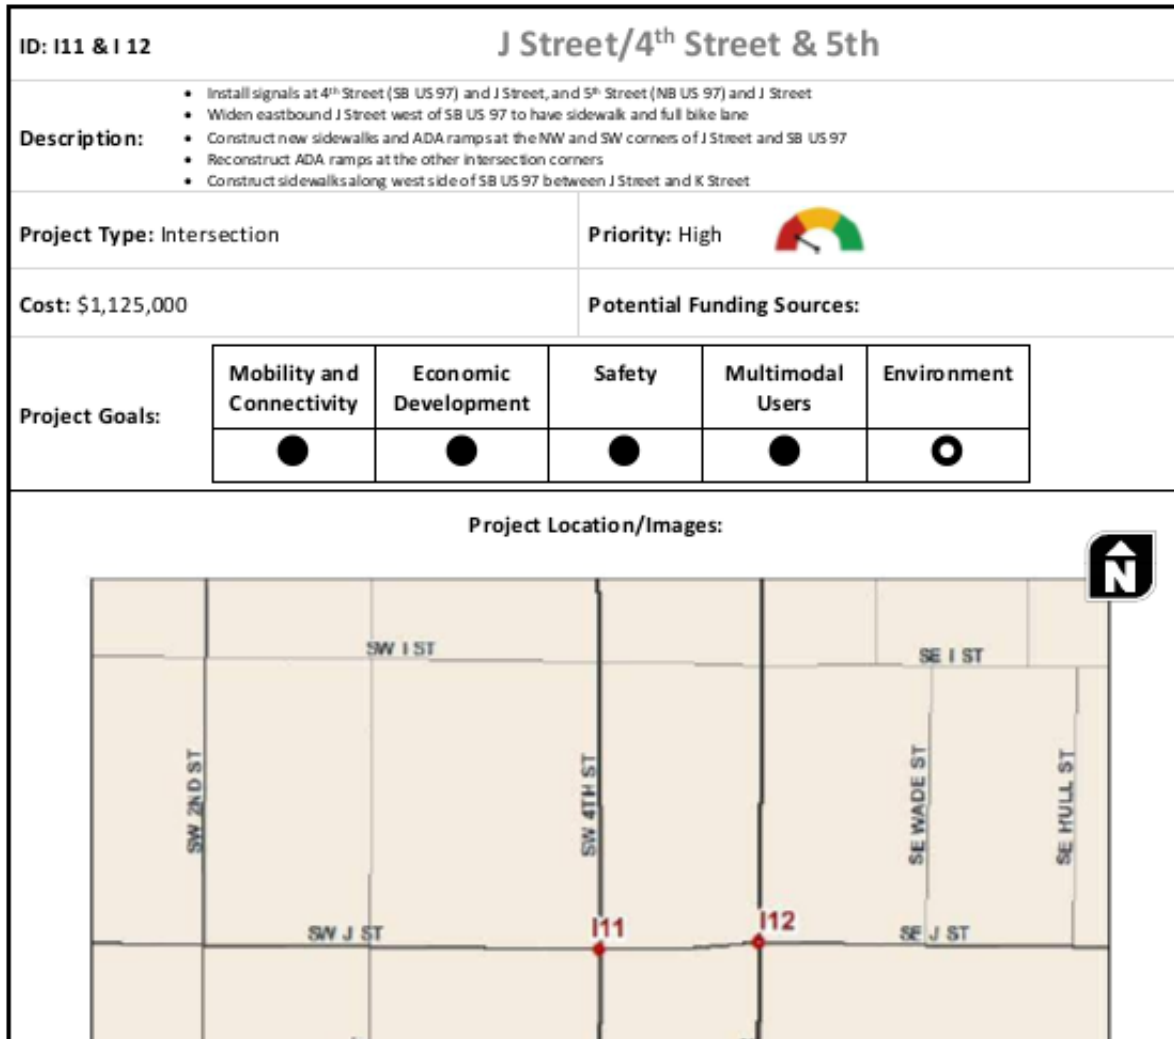 ID: I11 & I 12
J Street/4th Street & 5th
Description:
• Install signals at 4th Street (SB US 97) and J Street, and 5th Street (NB US 97) and J Street
• Widen eastbound J Street west of SB US 97 to have sidewalk and full bike lane
• Construct new sidewalks and ADA ramps at the NW and SW corners of J Street and SB US 97
• Reconstruct ADA ramps at the other intersection corners
• Construct sidewalks along west side of SB US 97 between J Street and K Street
Project Type: Intersection
Priority: High
Cost: $1,125,000
Potential Funding Sources:
Project Goals:
Mobility and
Connectivity
Economic
Development
Safety
Multimodal
Users
Environment
Project Location/Images:
N
SW I ST
SE I ST
SW 2ND ST
SW 4TH ST
SE WADE ST
SE HULL ST
SW J ST
I11
I12
SE J ST